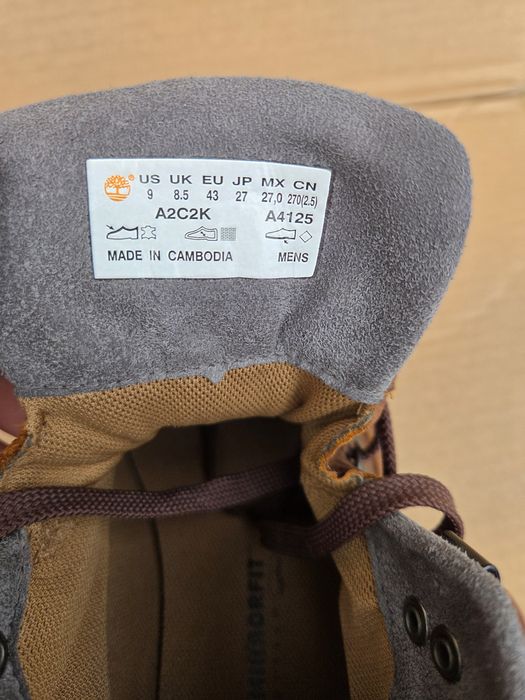 US UK EU JP MX CN
9 8.5 43 27 27,0 270(2.5)
A2C2K A4125
MADE IN CAMBODIA MENS